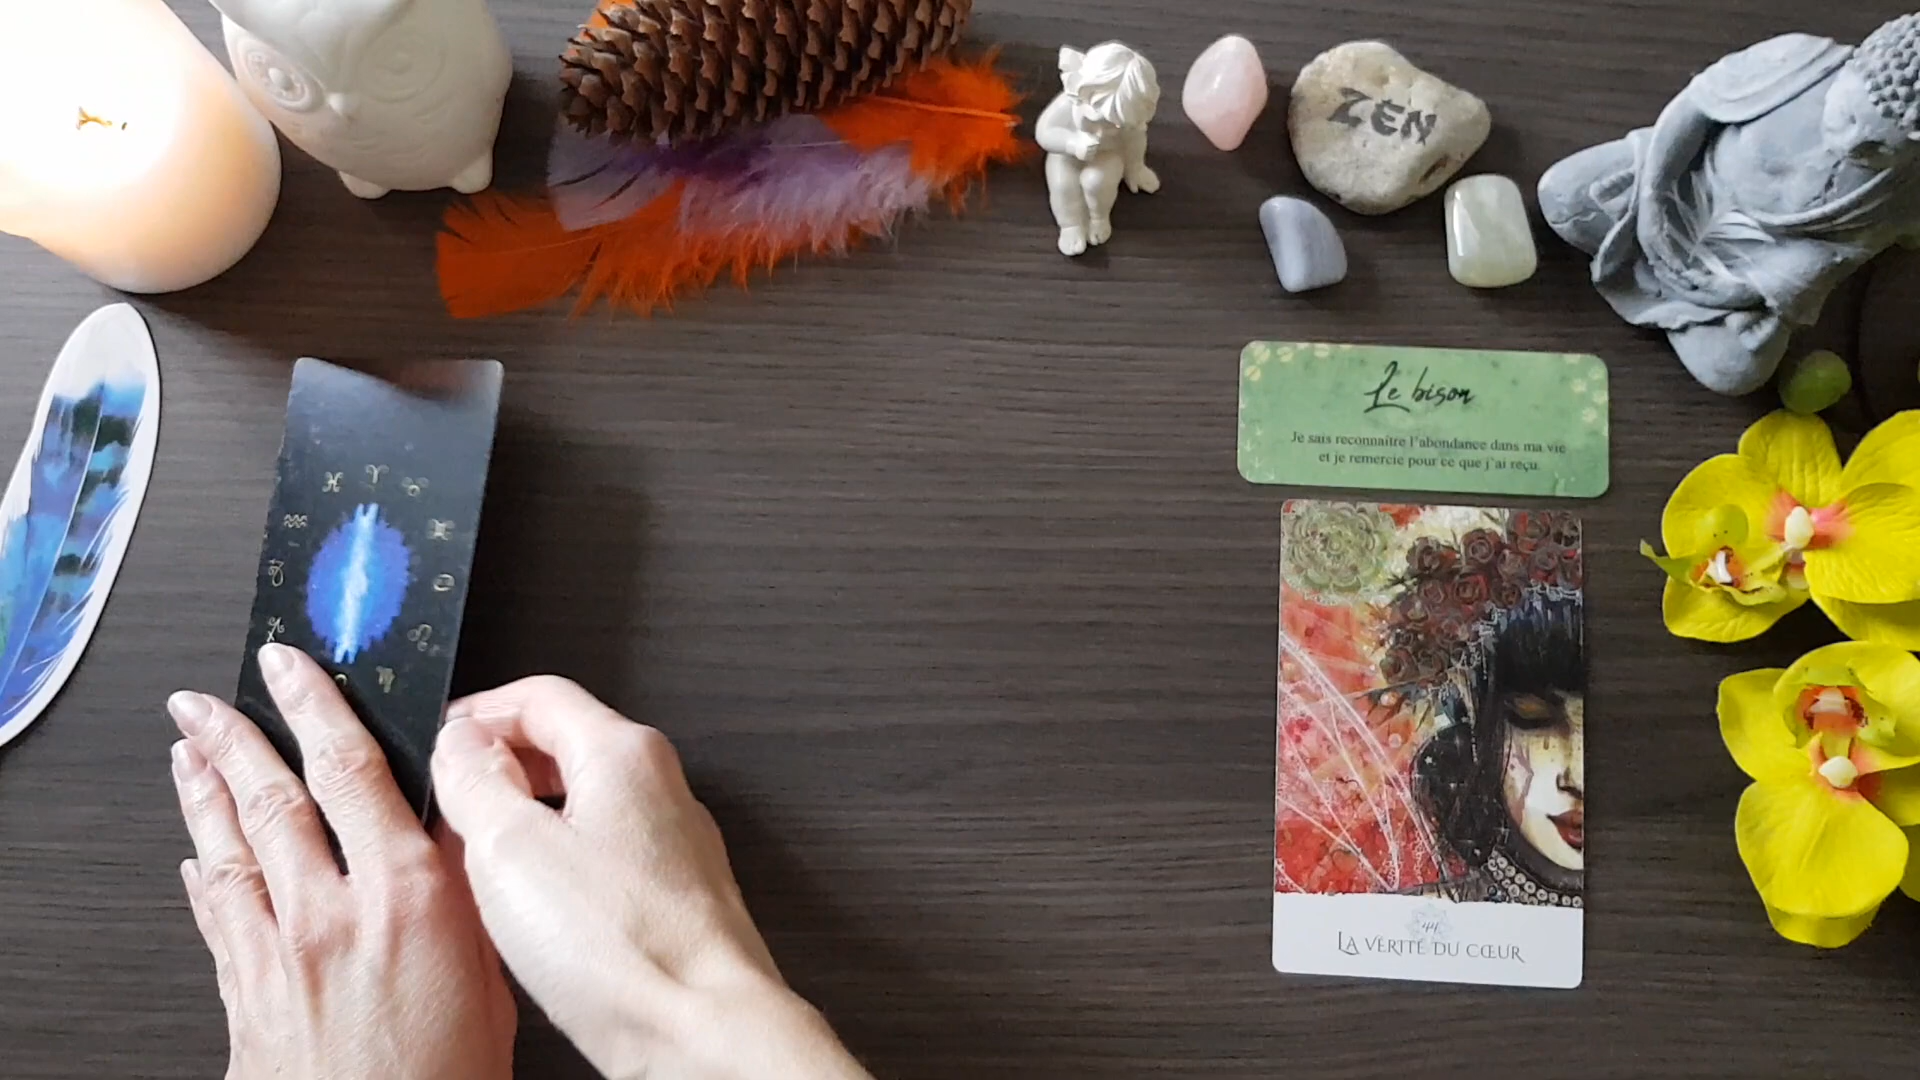 ZEN
Le bison
Je sais reconnaître l'abondance dans ma vie
et je remercie pour ce que j'ai reçu.
44
LA VÉRITÉ DU CŒUR